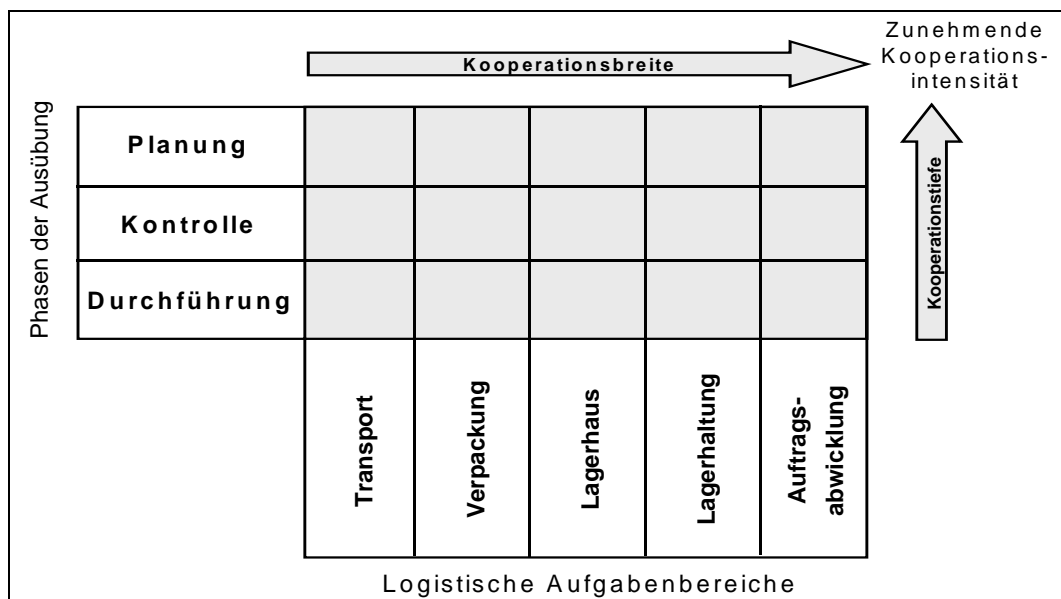 Zunehmende
Kooperations-
intensität
Kooperationsbreite
Phasen der Ausübung
Planung
Kontrolle
Durchführung
Kooperationstiefe
Transport
Verpackung
Lagerhaus
Lagerhaltung
Auftrags-
abwicklung
Logistische Aufgabenbereiche